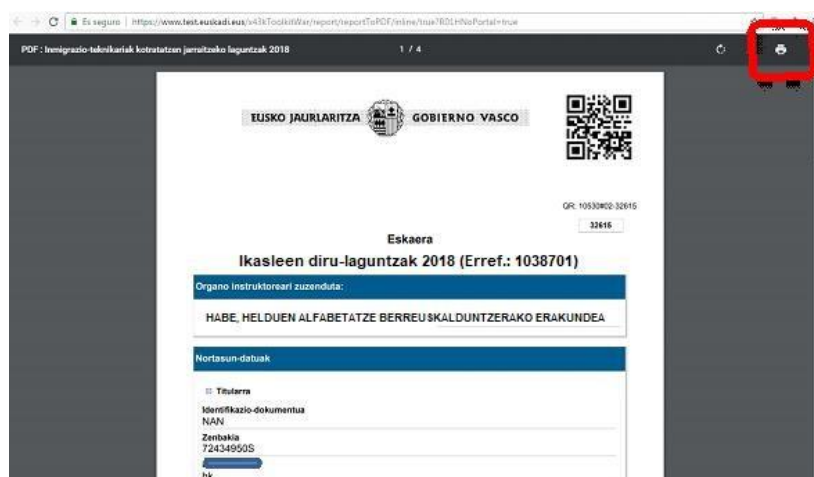 Es seguro | https://www.test.euskadi.eus/x43kToolkitWar/report/reportToPDF/inline/true?R01HNoPortal=true
PDF : Inmigrazio-teknikariak kotratatzen jarraitzeko laguntzak 2018 1 / 4
EUSKO JAURLARITZA GOBIERNO VASCO
QR: 10530#02-32615
32615
Eskaera
Ikasleen diru-laguntzak 2018 (Erref.: 1038701)
Organo instruktoreari zuzenduta:
HABE, HELDUEN ALFABETATZE BERREUSKALDUNTZERAKO ERAKUNDEA
Nortasun-datuak
Titularra
Identifikazio-dokumentua
NAN
Zenbakia
72434950S